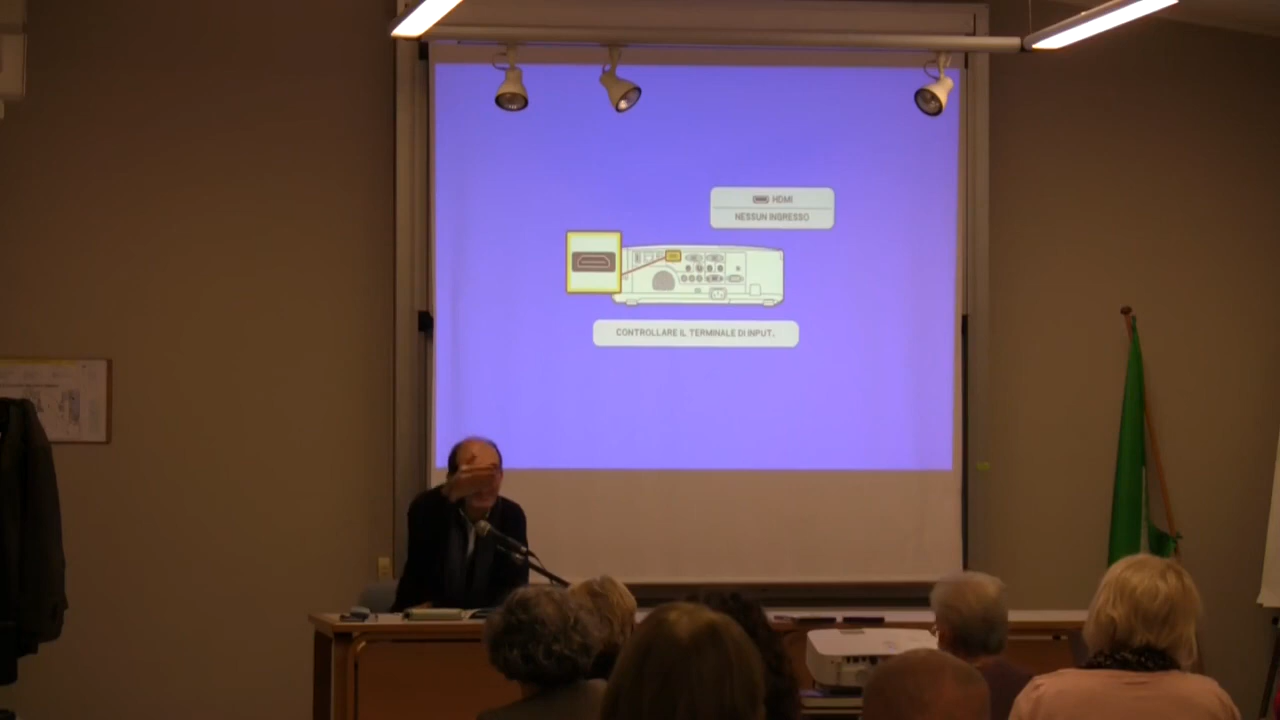 HDMI
NESSUN INGRESSO
CONTROLLARE IL TERMINALE DI INPUT.